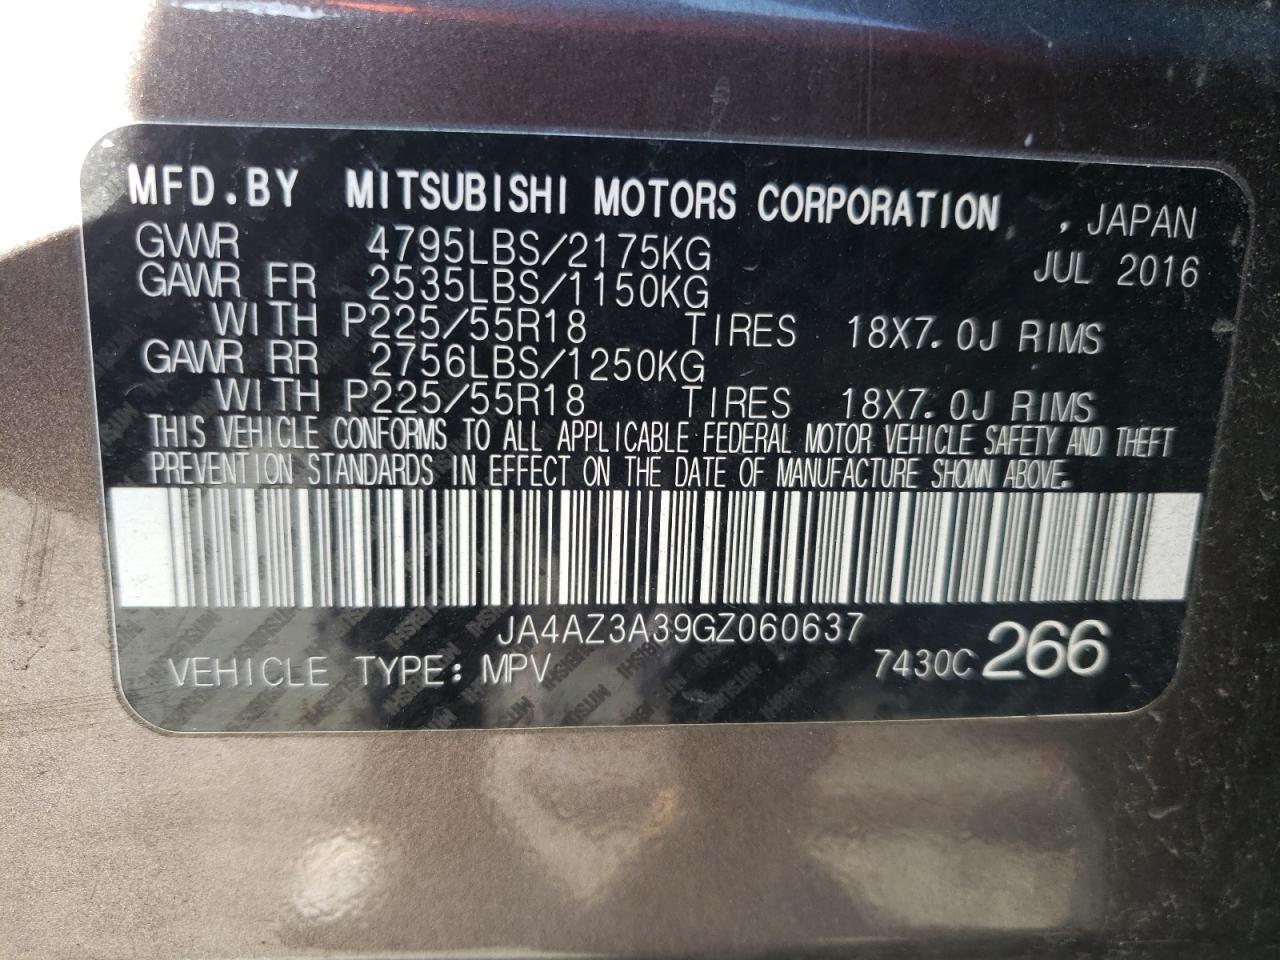 MFD.BY MITSUBISHI MOTORS CORPORATION , JAPAN
GVWR 4795LBS/2175KG JUL 2016
GAWR FR 2535LBS/1150KG
WITH P225/55R18 TIRES 18X7.0J RIMS
GAWR RR 2756LBS/1250KG
WITH P225/55R18 TIRES 18X7.0J RIMS
THIS VEHICLE CONFORMS TO ALL APPLICABLE FEDERAL MOTOR VEHICLE SAFETY AND THEFT
PREVENTION STANDARDS IN EFFECT ON THE DATE OF MANUFACTURE SHOWN ABOVE.
JA4AZ3A39GZ060637
VEHICLE TYPE: MPV 7430C 266